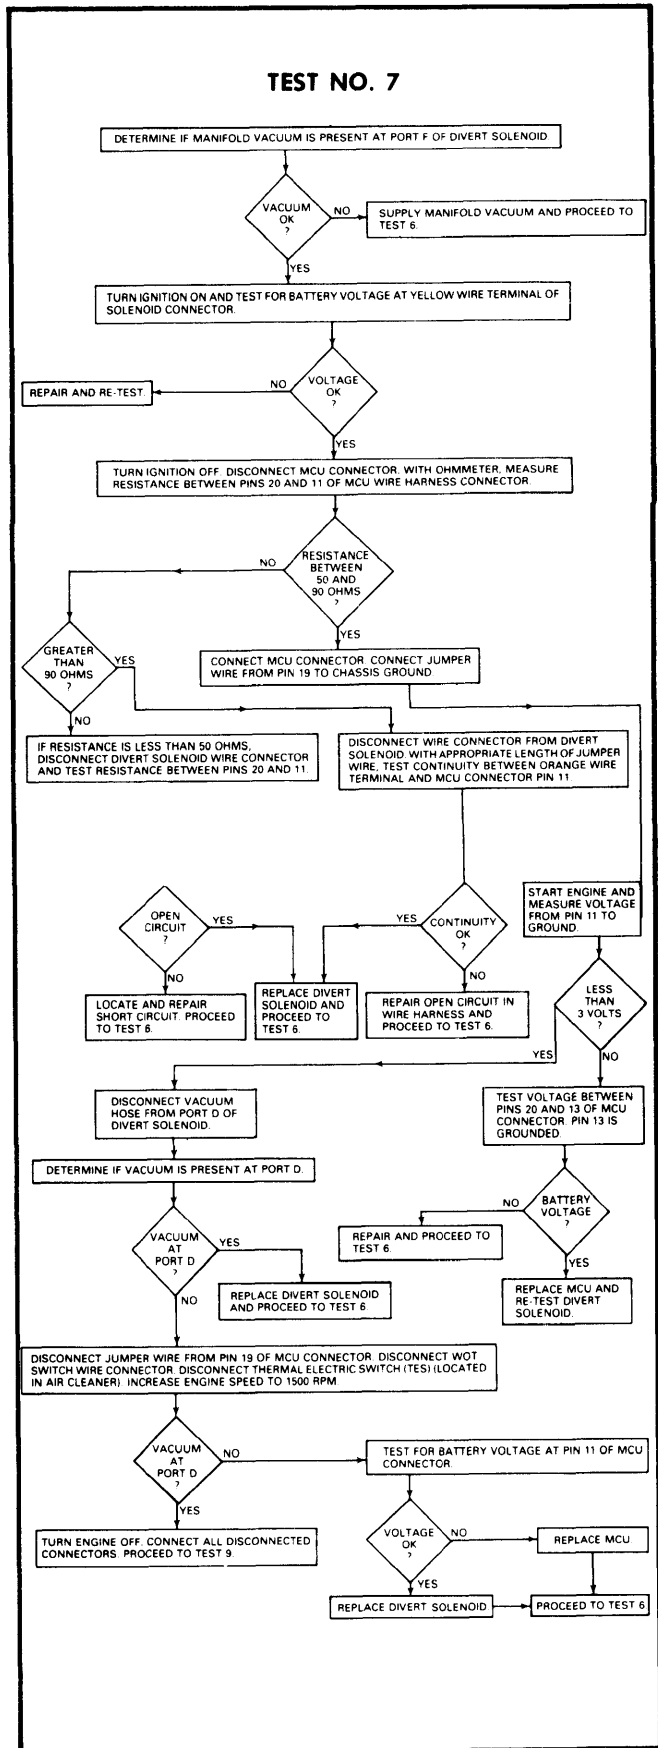 TEST NO. 7
DETERMINE IF MANIFOLD VACUUM IS PRESENT AT PORT F OF DIVERT SOLENOID.
VACUUM
OK
?
NO
SUPPLY MANIFOLD VACUUM AND PROCEED TO
TEST 6.
YES
TURN IGNITION ON AND TEST FOR BATTERY VOLTAGE AT YELLOW WIRE TERMINAL OF
SOLENOID CONNECTOR.
VOLTAGE
OK
?
NO
REPAIR AND RE-TEST.
YES
TURN IGNITION OFF. DISCONNECT MCU CONNECTOR. WITH OHMMETER, MEASURE
RESISTANCE BETWEEN PINS 20 AND 11 OF MCU WIRE HARNESS CONNECTOR.
RESISTANCE
BETWEEN
50 AND
90 OHMS
?
NO
YES
GREATER
THAN
90 OHMS
?
YES
NO
CONNECT MCU CONNECTOR. CONNECT JUMPER
WIRE FROM PIN 19 TO CHASSIS GROUND
IF RESISTANCE IS LESS THAN 50 OHMS,
DISCONNECT DIVERT SOLENOID WIRE CONNECTOR
AND TEST RESISTANCE BETWEEN PINS 20 AND 11.
DISCONNECT WIRE CONNECTOR FROM DIVERT
SOLENOID. WITH APPROPRIATE LENGTH OF JUMPER
WIRE, TEST CONTINUITY BETWEEN ORANGE WIRE
TERMINAL AND MCU CONNECTOR PIN 11.
OPEN
CIRCUIT
?
YES
NO
CONTINUITY
OK
?
YES
NO
START ENGINE AND
MEASURE VOLTAGE
FROM PIN 11 TO
GROUND.
LOCATE AND REPAIR
SHORT CIRCUIT. PROCEED
TO TEST 6.
REPLACE DIVERT
SOLENOID AND
PROCEED TO
TEST 6.
REPAIR OPEN CIRCUIT IN
WIRE HARNESS AND
PROCEED TO TEST 6.
LESS
THAN
3 VOLTS
?
YES
NO
DISCONNECT VACUUM
HOSE FROM PORT D OF
DIVERT SOLENOID.
TEST VOLTAGE BETWEEN
PINS 20 AND 13 OF MCU
CONNECTOR. PIN 13 IS
GROUNDED.
DETERMINE IF VACUUM IS PRESENT AT PORT D.
BATTERY
VOLTAGE
?
NO
YES
REPAIR AND PROCEED TO
TEST 6.
REPLACE MCU AND
RE-TEST DIVERT
SOLENOID.
VACUUM
AT
PORT D
?
YES
NO
REPLACE DIVERT SOLENOID
AND PROCEED TO TEST 6.
DISCONNECT JUMPER WIRE FROM PIN 19 OF MCU CONNECTOR. DISCONNECT WOT
SWITCH WIRE CONNECTOR. DISCONNECT THERMAL ELECTRIC SWITCH (TES) (LOCATED
IN AIR CLEANER). INCREASE ENGINE SPEED TO 1500 RPM.
VACUUM
AT
PORT D
?
NO
YES
TEST FOR BATTERY VOLTAGE AT PIN 11 OF MCU
CONNECTOR.
TURN ENGINE OFF. CONNECT ALL DISCONNECTED
CONNECTORS. PROCEED TO TEST 9.
VOLTAGE
OK
?
NO
REPLACE MCU.
YES
REPLACE DIVERT SOLENOID
PROCEED TO TEST 6